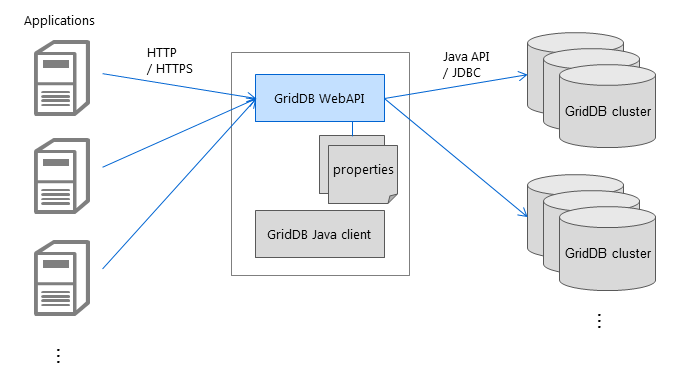 Applications
HTTP
/ HTTPS
Java API
/ JDBC
GridDB WebAPI
GridDB cluster
properties
GridDB Java client
GridDB cluster
⋮
⋮